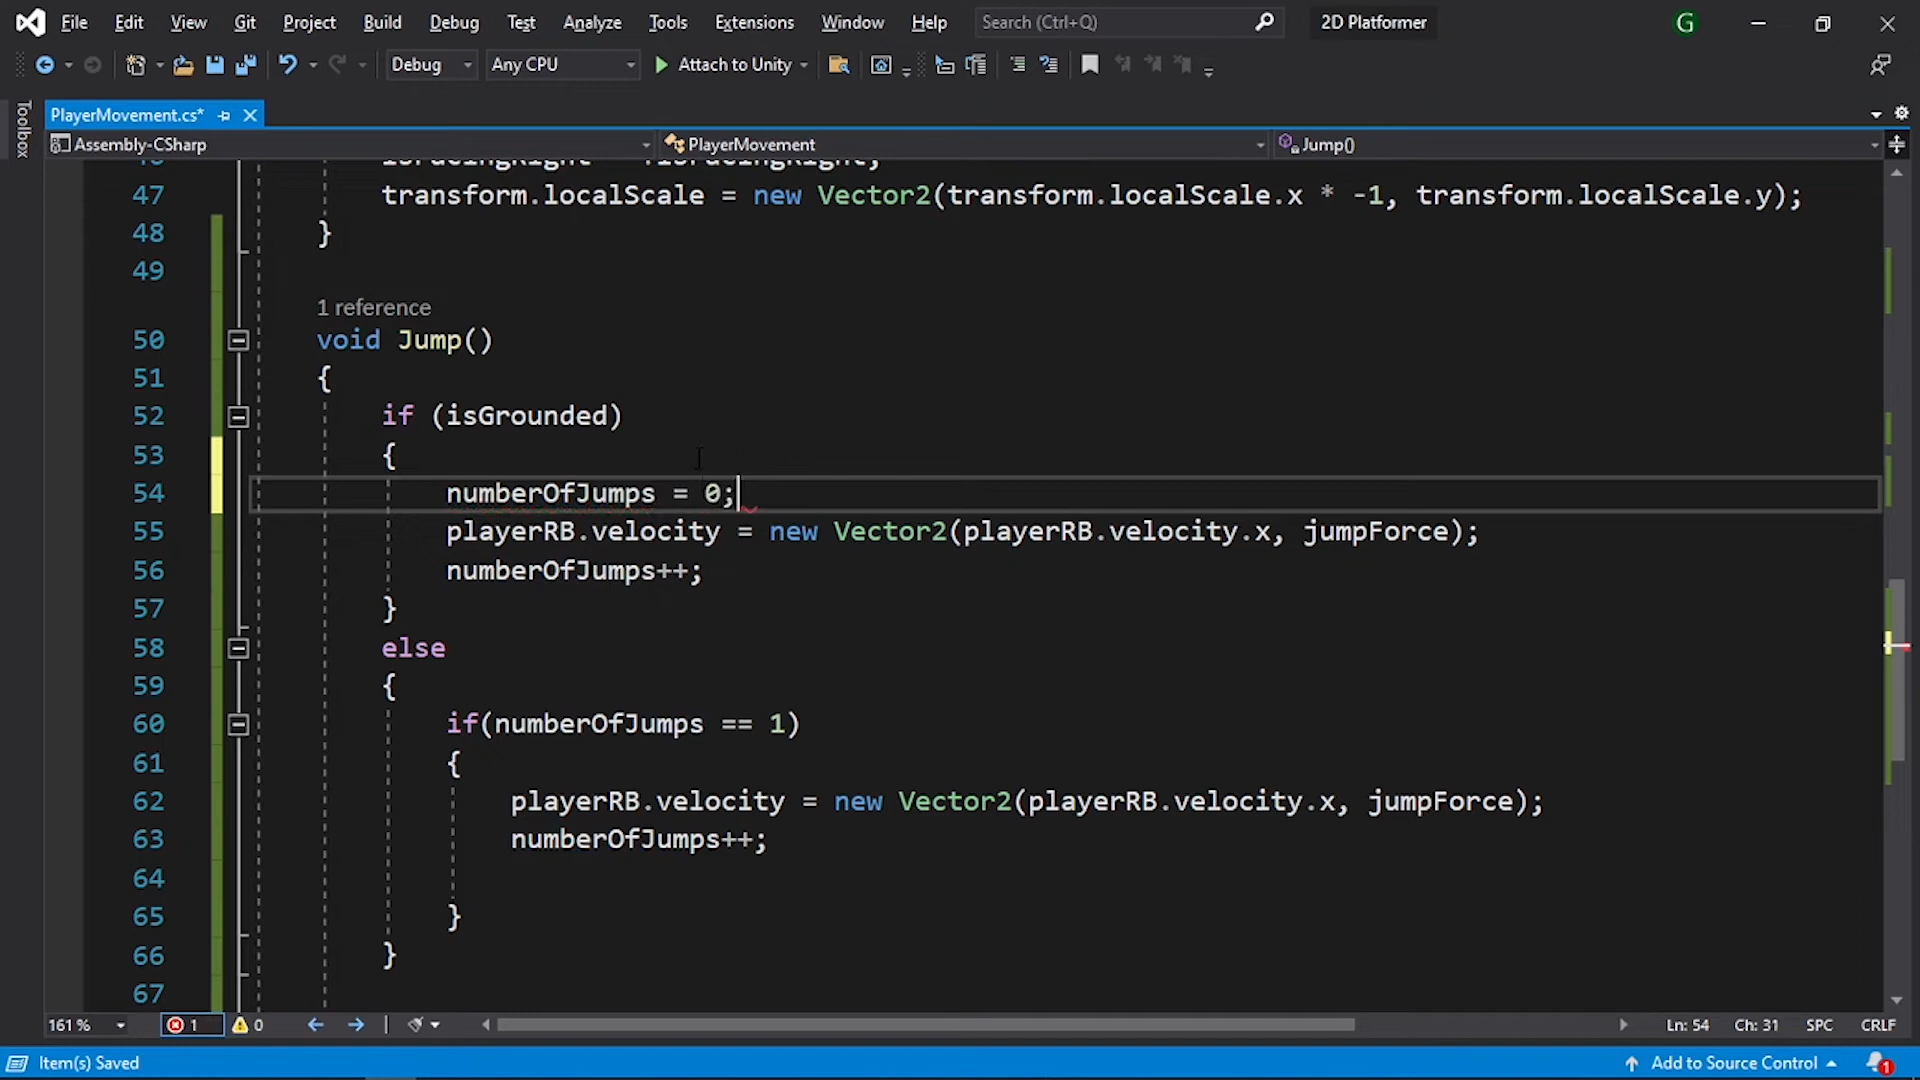 File Edit View Git Project Build Debug Test Analyze Tools Extensions Window Help Search (Ctrl+Q) 2D Platformer G
Debug Any CPU Attach to Unity
Toolbox
PlayerMovement.cs*
Assembly-CSharp PlayerMovement Jump()
46 isFacingRight = !isFacingRight;
47 transform.localScale = new Vector2(transform.localScale.x * -1, transform.localScale.y);
48 }
49
1 reference
50 void Jump()
51 {
52 if (isGrounded)
53 {
54 numberOfJumps = 0;
55 playerRB.velocity = new Vector2(playerRB.velocity.x, jumpForce);
56 numberOfJumps++;
57 }
58 else
59 {
60 if(numberOfJumps == 1)
61 {
62 playerRB.velocity = new Vector2(playerRB.velocity.x, jumpForce);
63 numberOfJumps++;
64
65 }
66 }
67
161 % 1 0 Ln: 54 Ch: 31 SPC CRLF
Item(s) Saved Add to Source Control 1